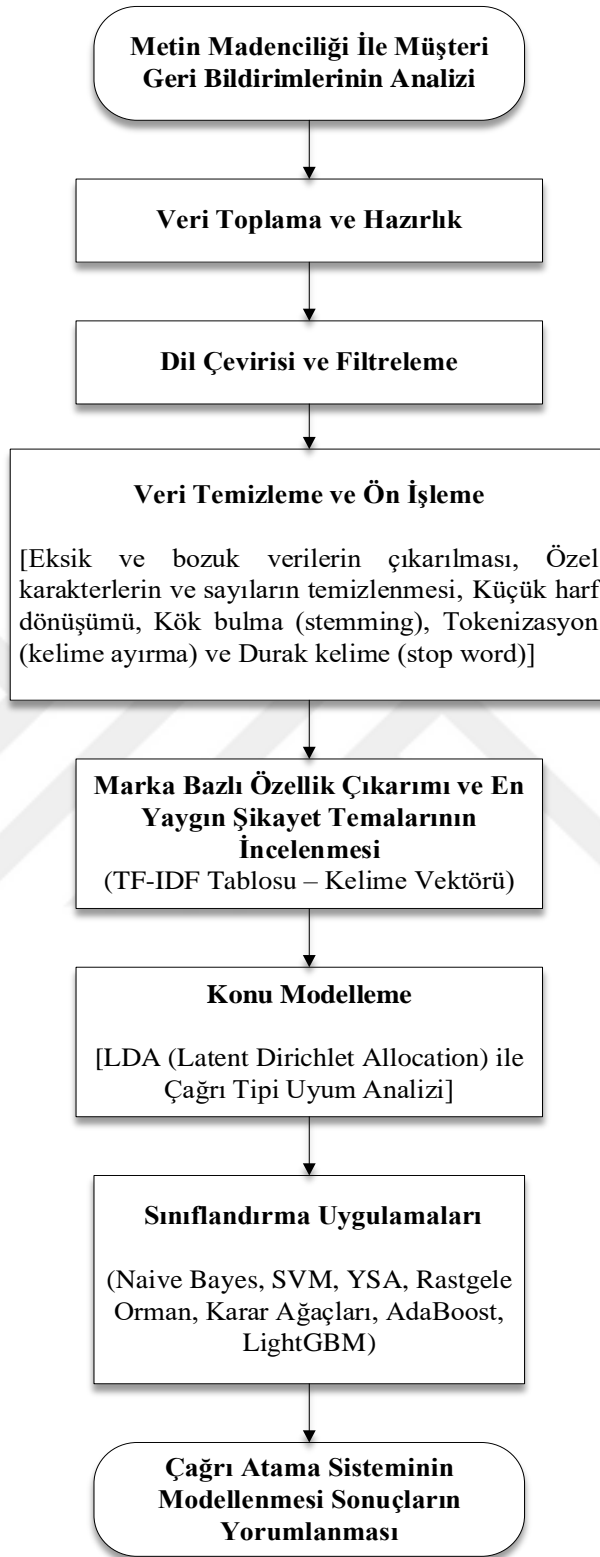 Metin Madenciliği İle Müşteri
Geri Bildirimlerinin Analizi
Veri Toplama ve Hazırlık
Dil Çevirisi ve Filtreleme
Veri Temizleme ve Ön İşleme
[Eksik ve bozuk verilerin çıkarılması, Özel
karakterlerin ve sayıların temizlenmesi, Küçük harf
dönüşümü, Kök bulma (stemming), Tokenizasyon
(kelime ayırma) ve Durak kelime (stop word)]
Marka Bazlı Özellik Çıkarımı ve En
Yaygın Şikayet Temalarının
İncelenmesi
(TF-IDF Tablosu – Kelime Vektörü)
Konu Modelleme
[LDA (Latent Dirichlet Allocation) ile
Çağrı Tipi Uyum Analizi]
Sınıflandırma Uygulamaları
(Naive Bayes, SVM, YSA, Rastgele
Orman, Karar Ağaçları, AdaBoost,
LightGBM)
Çağrı Atama Sisteminin
Modellenmesi Sonuçların
Yorumlanması